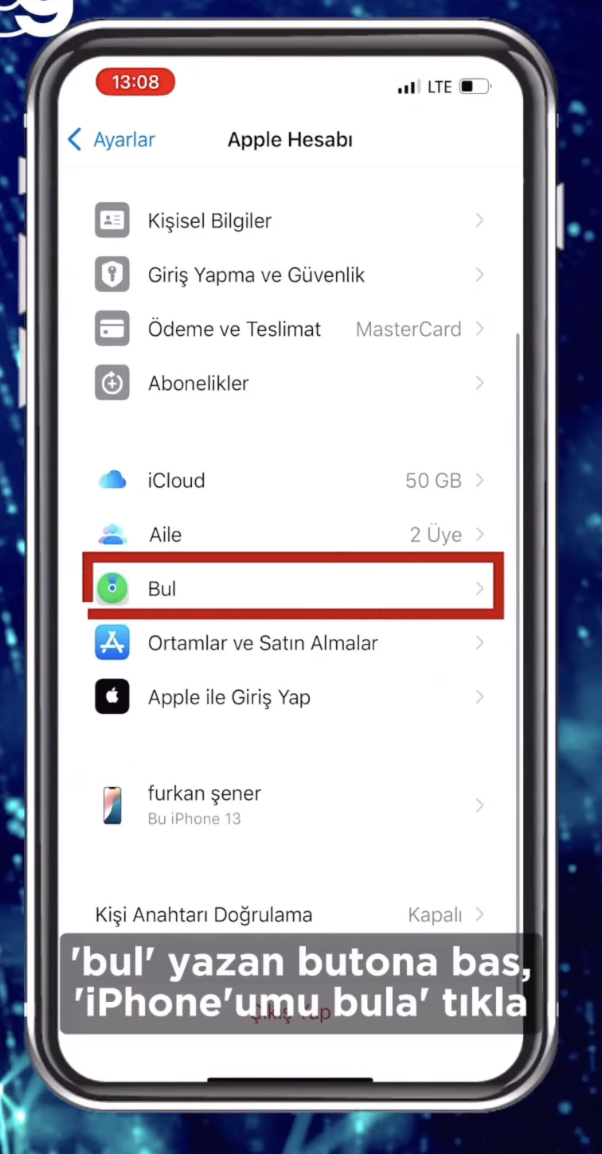 13:08
LTE
Ayarlar
Apple Hesabı
Kişisel Bilgiler
Giriş Yapma ve Güvenlik
Ödeme ve Teslimat MasterCard
Abonelikler
iCloud 50 GB
Aile 2 Üye
Bul
Ortamlar ve Satın Almalar
Apple ile Giriş Yap
furkan şener
Bu iPhone 13
Kişi Anahtarı Doğrulama Kapalı
'bul' yazan butona bas,
'iPhone'umu bula' tıkla
Çıkış Yap